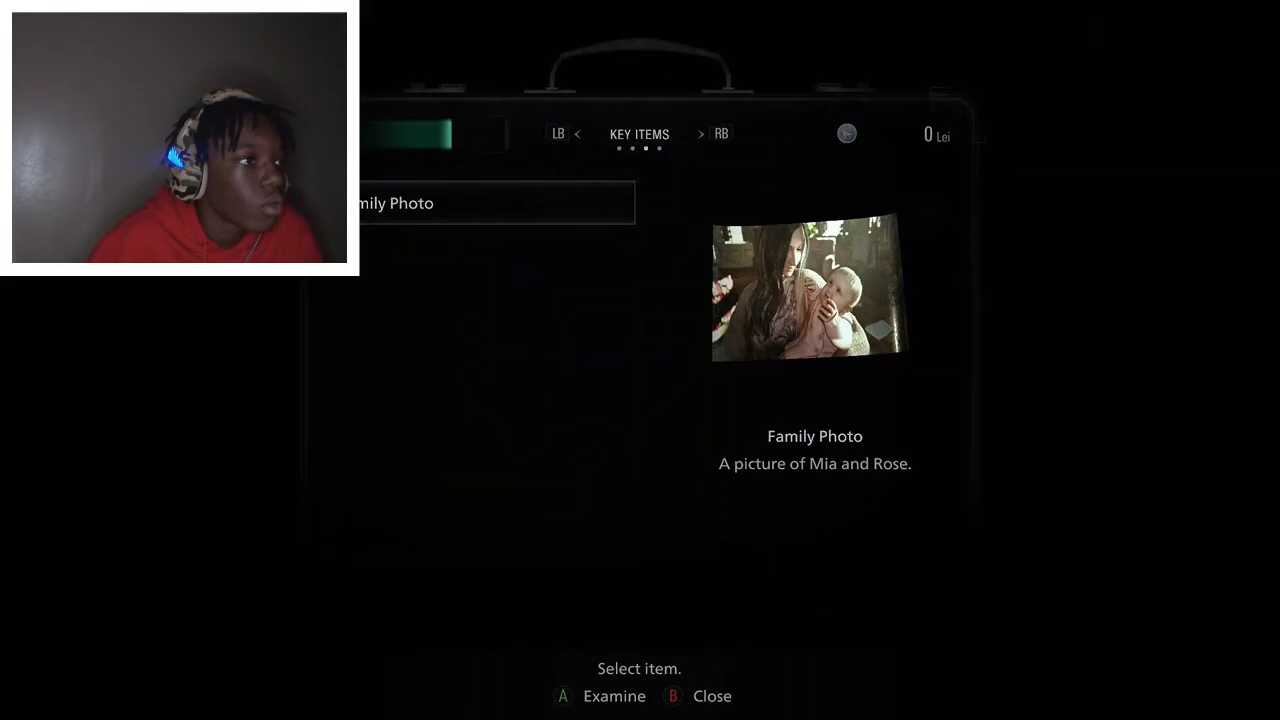 LB < KEY ITEMS > RB
0 Lei
mily Photo
Family Photo
A picture of Mia and Rose.
Select item.
A Examine B Close